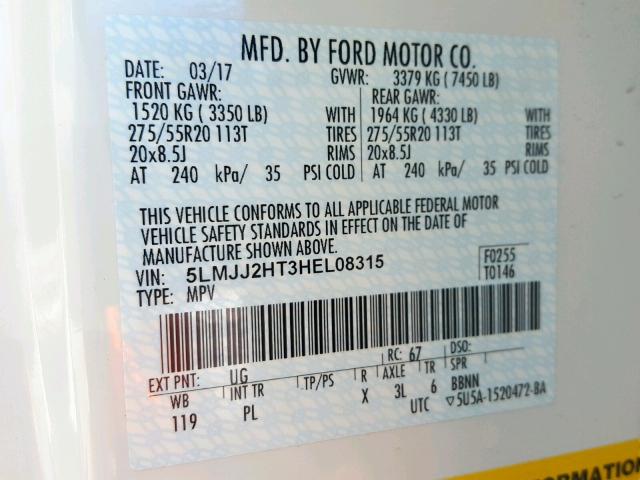 MFD. BY FORD MOTOR CO.
DATE: 03/17 GVWR: 3379 KG ( 7450 LB)
FRONT GAWR: REAR GAWR:
1520 KG ( 3350 LB) WITH 1964 KG ( 4330 LB) WITH
275/55R20 113T TIRES 275/55R20 113T TIRES
20x8.5J RIMS 20x8.5J RIMS
AT 240 kPa/ 35 PSI COLD AT 240 kPa/ 35 PSI COLD
THIS VEHICLE CONFORMS TO ALL APPLICABLE FEDERAL MOTOR
VEHICLE SAFETY STANDARDS IN EFFECT ON THE DATE OF
MANUFACTURE SHOWN ABOVE.
VIN: 5LMJJ2HT3HEL08315 F0255
TYPE: MPV T0146
EXT PNT: UG RC: 67 DSO:
WB INT TR TP/PS R AXLE TR SPR
119 PL X 3L 6 BBNN
UTC ▽5U5A-1520472-BA
FORMATION